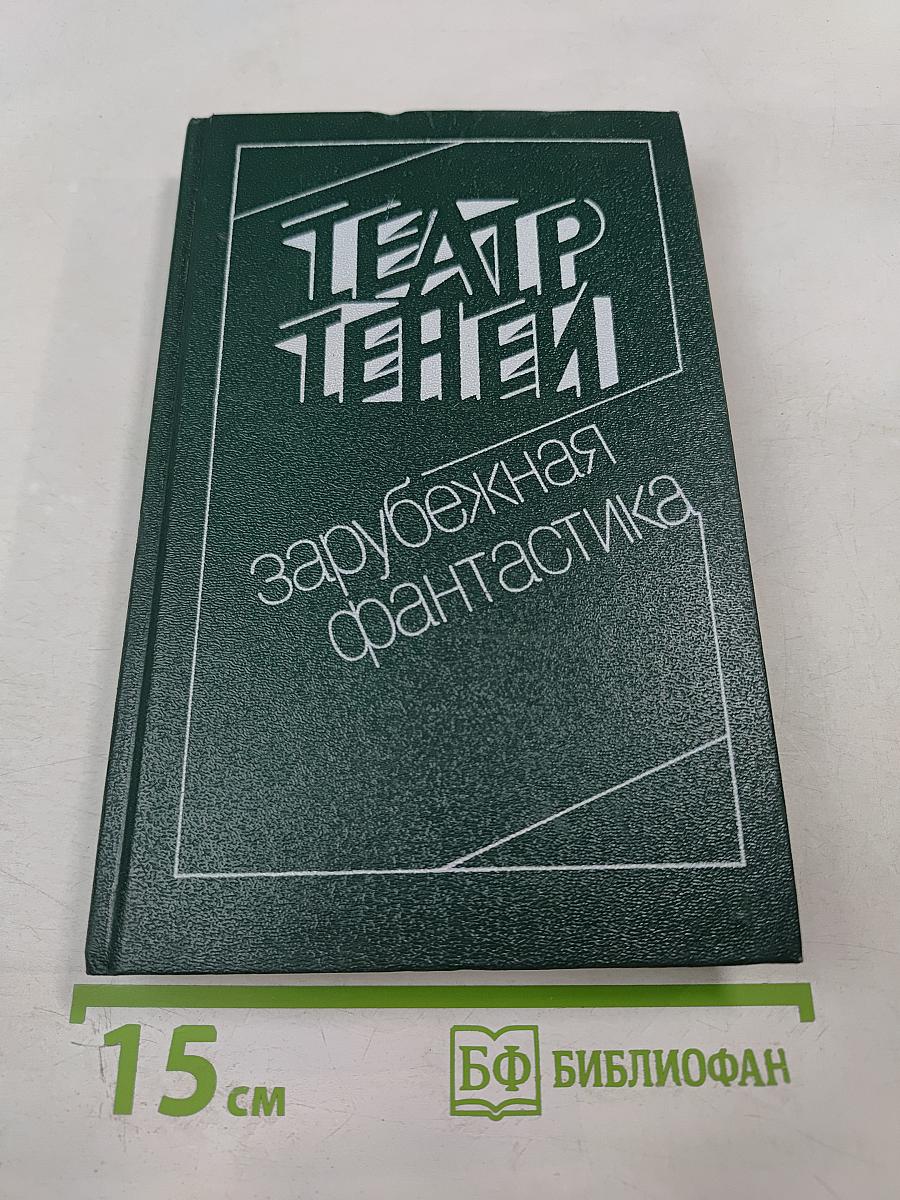 ТЕАТР
ТЕНЕЙ
зарубежная
фантастика
15 см
БФ БИБЛИОФАН